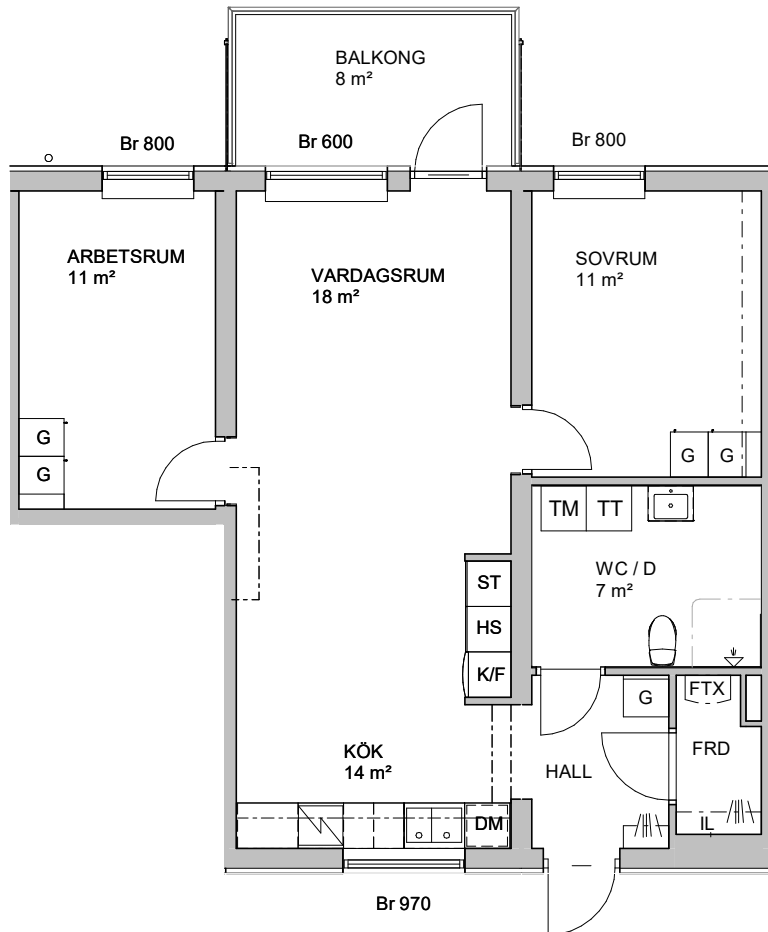 BALKONG
8 m²
Br 800
Br 600
Br 800
ARBETSRUM
11 m²
VARDAGSRUM
18 m²
SOVRUM
11 m²
G
G
G
G
TM
TT
WC / D
7 m²
ST
HS
K/F
G
FTX
KÖK
14 m²
HALL
FRD
DM
IL
Br 970